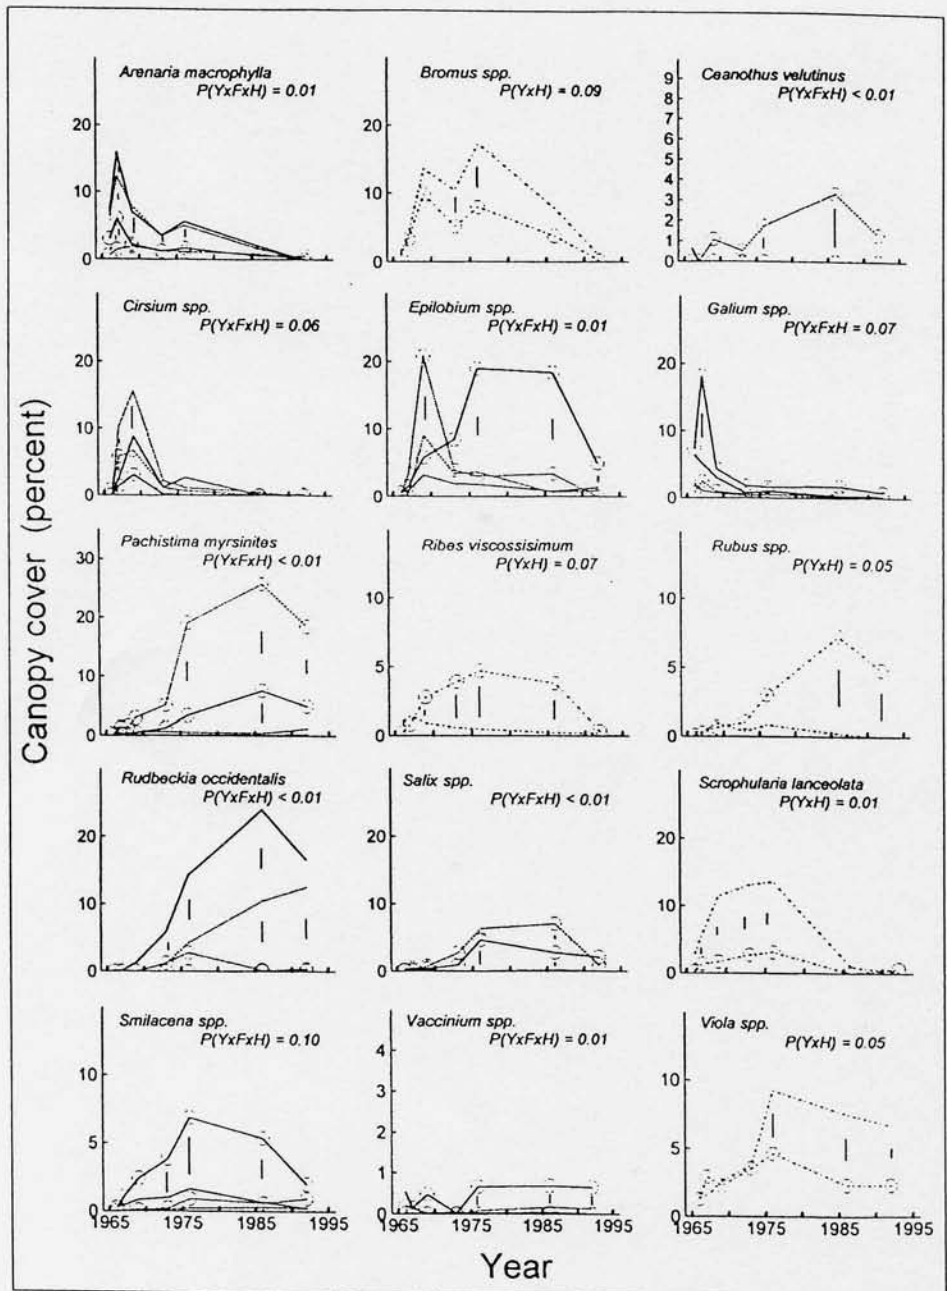 Canopy cover (percent)
Arenaria macrophylla
P(YxFxH) = 0.01
20
10
0
Bromus spp.
P(YxH) = 0.09
20
10
0
Ceanothus velutinus
P(YxFxH) < 0.01
9
8
7
6
5
4
3
2
1
0
Cirsium spp.
P(YxFxH) = 0.06
20
10
0
Epilobium spp.
P(YxFxH) = 0.01
20
10
0
Galium spp.
P(YxFxH = 0.07
20
10
0
Pachistima myrsinites
P(YxFxH) < 0.01
30
20
10
0
Ribes viscossisimum
P(YxH) = 0.07
10
5
0
Rubus spp.
P(YxH) = 0.05
10
5
0
Rudbeckia occidentalis
P(YxFxH) < 0.01
20
10
0
Salix spp.
P(YxFxH) < 0.01
20
10
0
Scrophularia lanceolata
P(YxH) = 0.01
20
10
0
Smilacena spp.
P(YxFxH) = 0.10
10
5
0
1965 1975 1985 1995
Vaccinium spp.
P(YxFxH) = 0.01
4
3
2
1
0
1965 1975 1985 1995
Viola spp.
P(YxH) = 0.05
10
5
0
1965 1975 1985 1995
Year